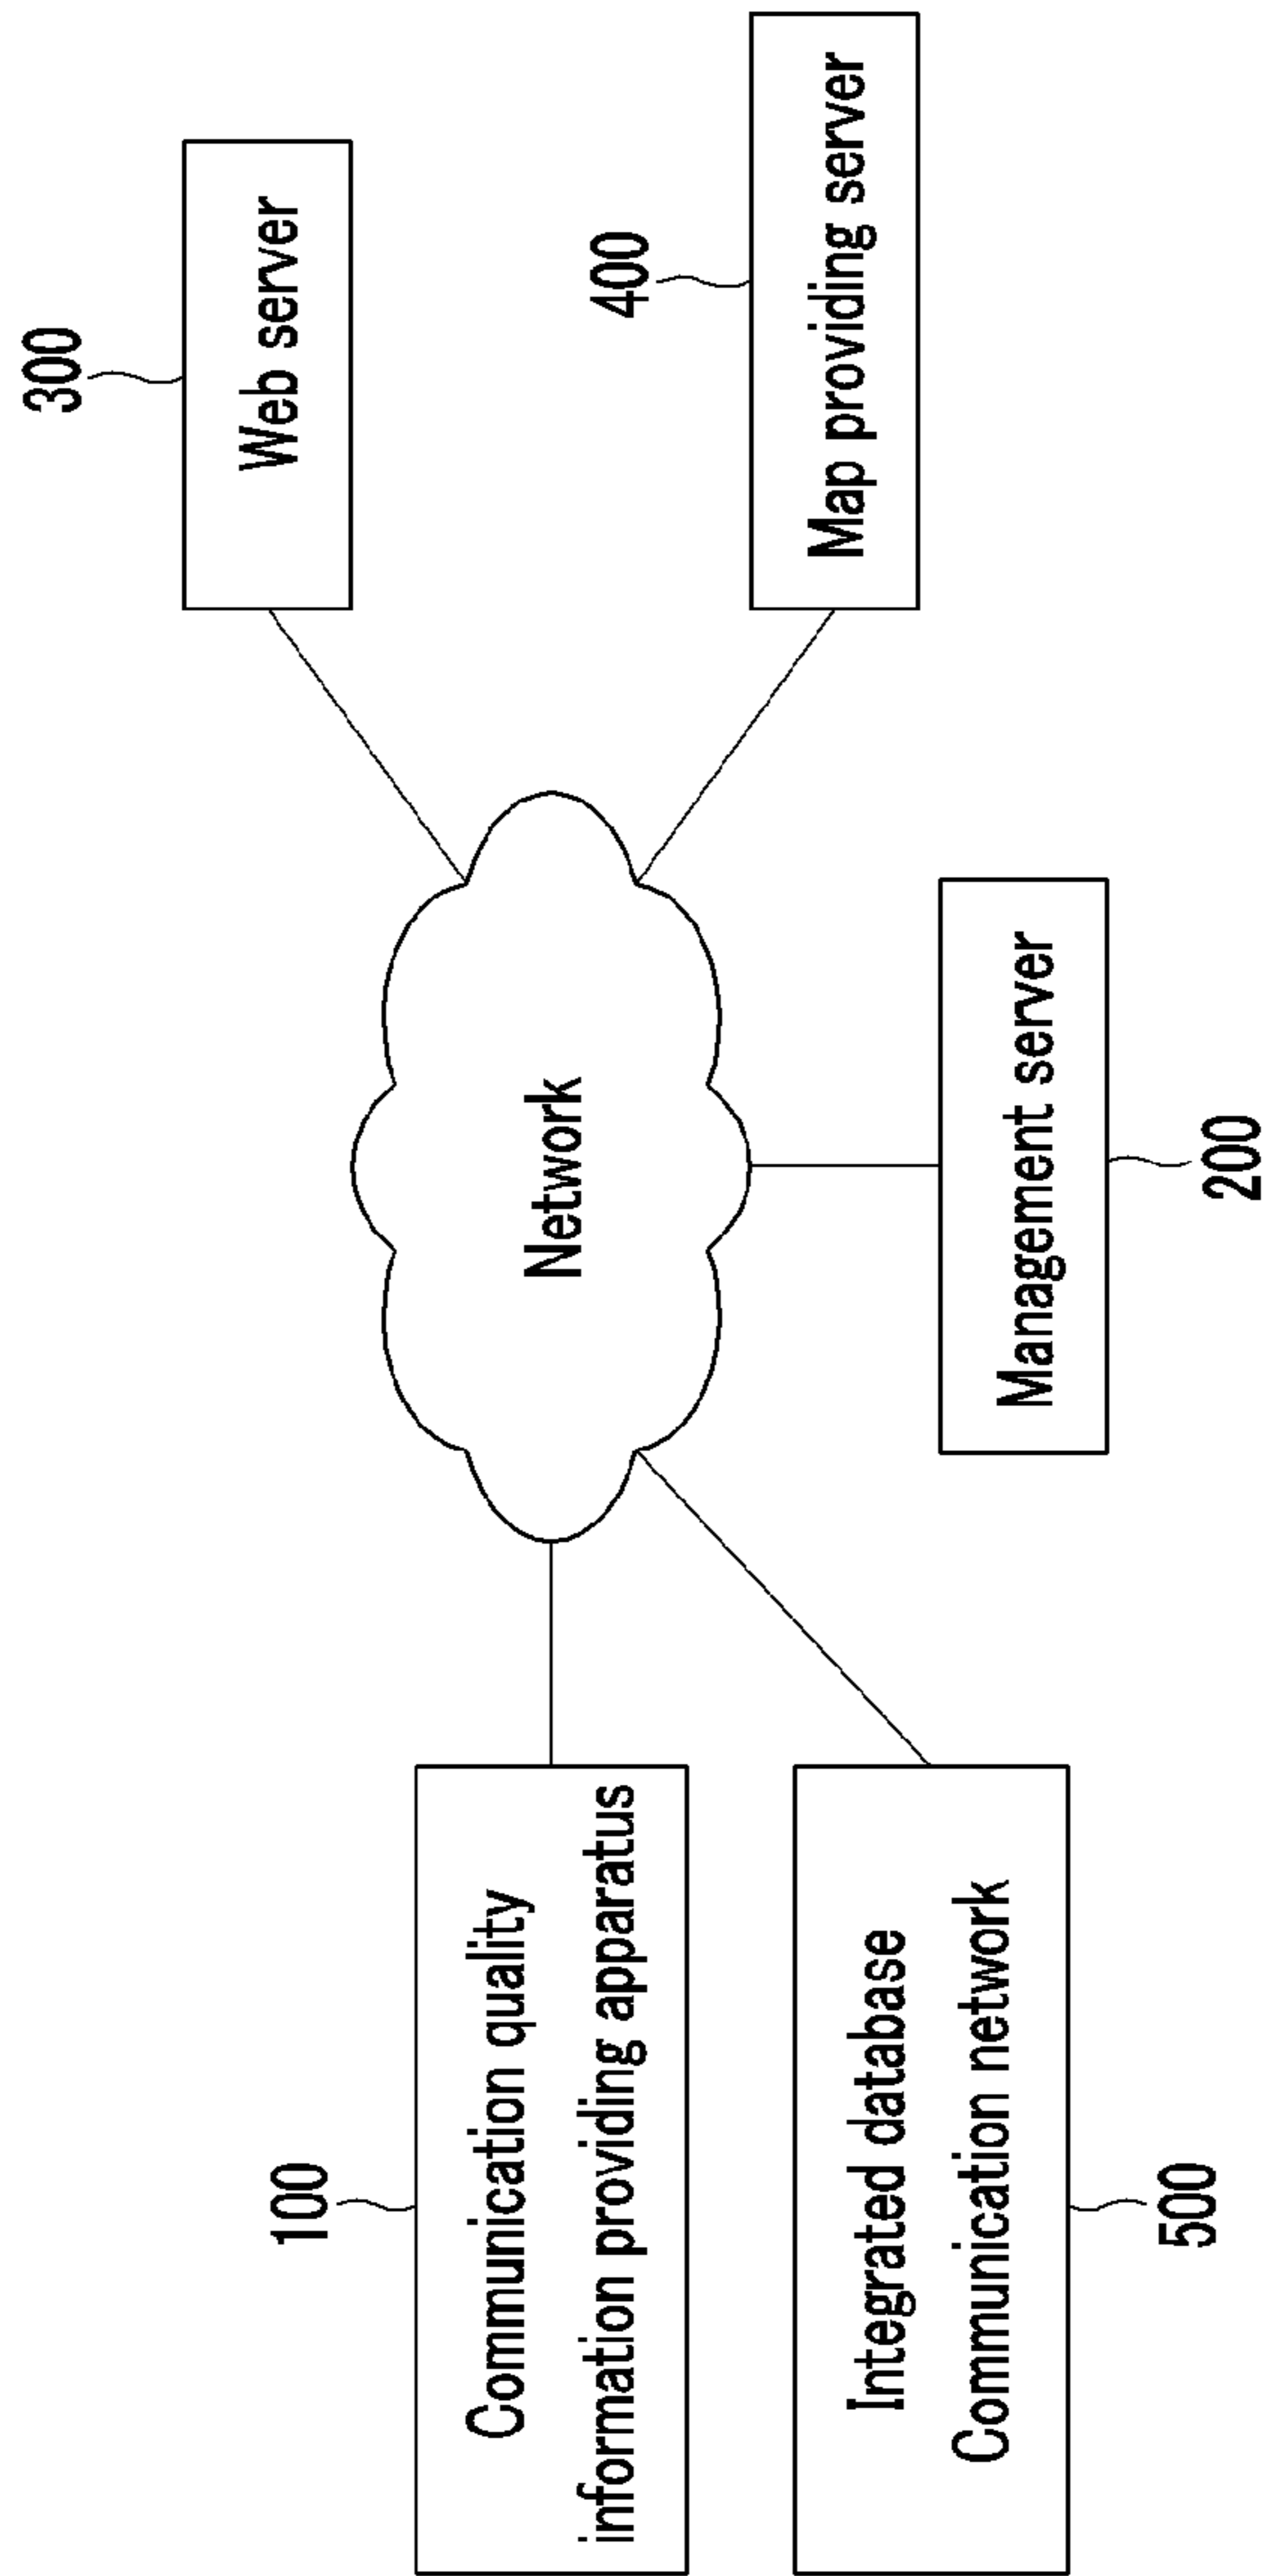 300
Web server
400
Map providing server
Network
Management server
200
100
Communication quality
information providing apparatus
Integrated database
Communication network
500